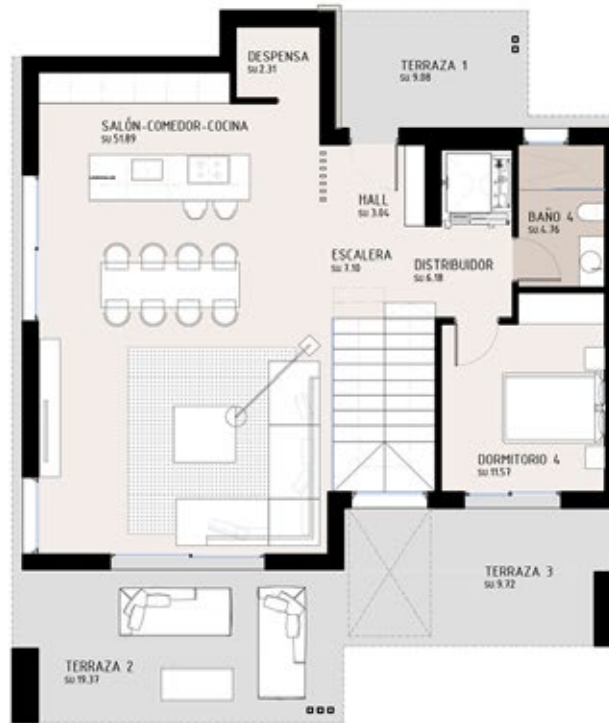 DESPENSA
su 2.31
TERRAZA 1
su 9.08
SALÓN-COMEDOR-COCINA
su 51.89
HALL
su 3.04
BAÑO 4
su 4.76
ESCALERA
su 7.10
DISTRIBUIDOR
su 6.18
DORMITORIO 4
su 11.57
TERRAZA 3
su 9.72
TERRAZA 2
su 19.37